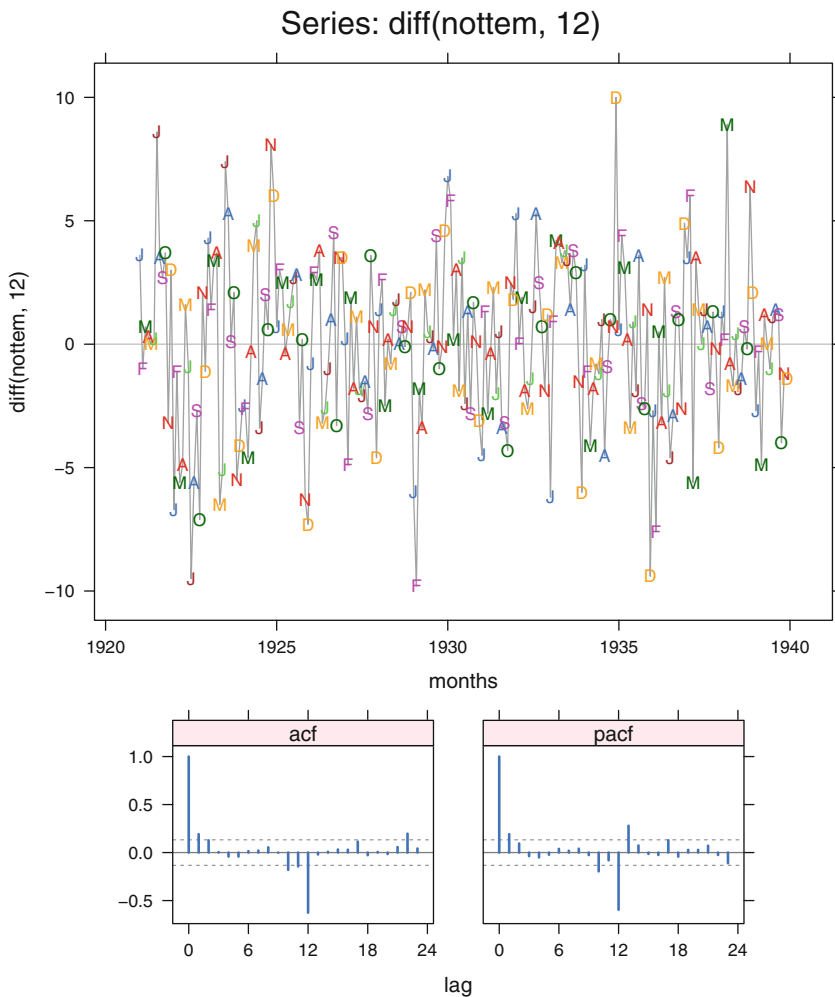 Series: diff(nottem, 12)
10
5
0
−5
−10
diff(nottem, 12)
1920 1925 1930 1935 1940
months
acf pacf
1.0
0.5
0.0
−0.5
0 6 12 18 24 0 6 12 18 24
lag